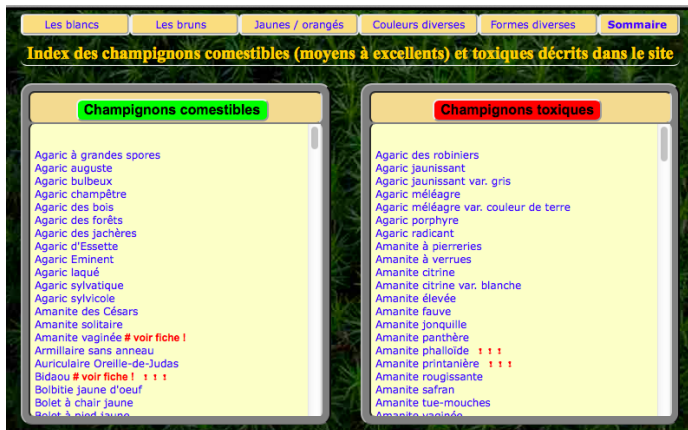 Les blancs
Les bruns
Jaunes / orangés
Couleurs diverses
Formes diverses
Sommaire
Index des champignons comestibles (moyens à excellents) et toxiques décrits dans le site
Champignons comestibles
Agaric à grandes spores
Agaric auguste
Agaric bulbeux
Agaric champêtre
Agaric des bois
Agaric des forêts
Agaric des jachères
Agaric d'Essette
Agaric Eminent
Agaric laqué
Agaric sylvatique
Agaric sylvicole
Amanite des Césars
Amanite solitaire
Amanite vaginée # voir fiche !
Armillaire sans anneau
Auriculaire Oreille-de-Judas
Bidaou # voir fiche ! ! ! !
Bolbitie jaune d'oeuf
Bolet à chair jaune
Bolet à pied jaune
Champignons toxiques
Agaric des robiniers
Agaric jaunissant
Agaric jaunissant var. gris
Agaric méléagre
Agaric méléagre var. couleur de terre
Agaric porphyre
Agaric radicant
Amanite à pierreries
Amanite à verrues
Amanite citrine
Amanite citrine var. blanche
Amanite élevée
Amanite fauve
Amanite jonquille
Amanite panthère
Amanite phalloïde ! ! !
Amanite printanière ! ! !
Amanite rougissante
Amanite safran
Amanite tue-mouches
Amanite vaginée